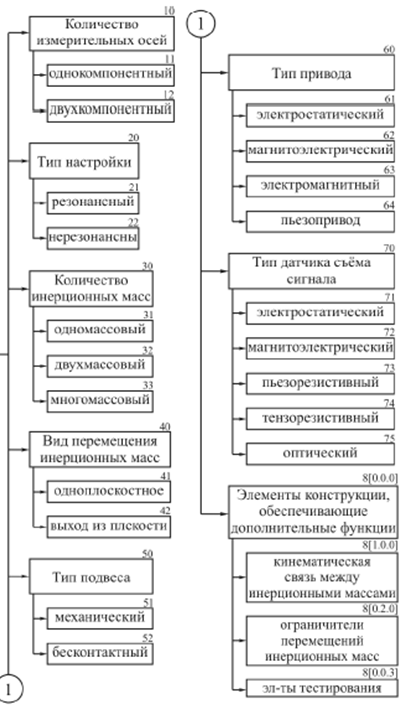 10
Количество
измерительных осей
11
однокомпонентный
12
двухкомпонентный
20
Тип настройки
21
резонансный
22
нерезонансны
30
Количество
инерционных масс
31
одномассовый
32
двухмассовый
33
многомассовый
40
Вид перемещения
инерционных масс
41
одноплоскостное
42
выход из плскости
50
Тип подвеса
51
механический
52
бесконтактный
1
1
60
Тип привода
61
электростатический
62
магнитоэлектрический
63
электромагнитный
64
пьезопривод
70
Тип датчика съёма
сигнала
71
электростатический
72
магнитоэлектрический
73
пьезорезистивный
74
тензорезистивный
75
оптический
8[0.0.0]
Элементы конструкции,
обеспечивающие
дополнительные функции
8[1.0.0]
кинематическая
связь между
инерционными массами
8[0.2.0]
ограничители
перемещений
инерционных масс
8[0.0.3]
эл-ты тестирования